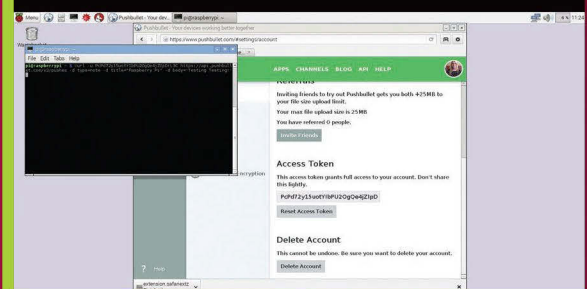 Menu
Pushbullet - Your dev...
pi@raspberrypi: ~
11:24
Pushbullet - Your devices working better together
https://www.pushbullet.com/#settings/account
pi@raspberrypi: ~
File Edit Tabs Help
APPS CHANNELS BLOG API HELP
Referrals
Inviting friends to try out Pushbullet gets you both +25MB to
your file size upload limit.
Your max file upload size is 25MB
You have referred 0 people.
Invite Friends
encryption
Access Token
This access token grants full access to your account. Don't share
this lightly.
Reset Access Token
Delete Account
This cannot be undone. Be sure you want to delete your account.
Delete Account
? Help
extension.safariextz